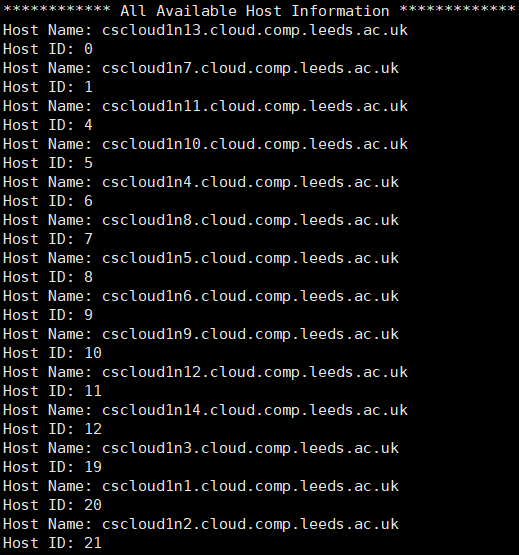 ************ All Available Host Information *************
Host Name: cscloud1n13.cloud.comp.leeds.ac.uk
Host ID: 0
Host Name: cscloud1n7.cloud.comp.leeds.ac.uk
Host ID: 1
Host Name: cscloud1n11.cloud.comp.leeds.ac.uk
Host ID: 4
Host Name: cscloud1n10.cloud.comp.leeds.ac.uk
Host ID: 5
Host Name: cscloud1n4.cloud.comp.leeds.ac.uk
Host ID: 6
Host Name: cscloud1n8.cloud.comp.leeds.ac.uk
Host ID: 7
Host Name: cscloud1n5.cloud.comp.leeds.ac.uk
Host ID: 8
Host Name: cscloud1n6.cloud.comp.leeds.ac.uk
Host ID: 9
Host Name: cscloud1n9.cloud.comp.leeds.ac.uk
Host ID: 10
Host Name: cscloud1n12.cloud.comp.leeds.ac.uk
Host ID: 11
Host Name: cscloud1n14.cloud.comp.leeds.ac.uk
Host ID: 12
Host Name: cscloud1n3.cloud.comp.leeds.ac.uk
Host ID: 19
Host Name: cscloud1n1.cloud.comp.leeds.ac.uk
Host ID: 20
Host Name: cscloud1n2.cloud.comp.leeds.ac.uk
Host ID: 21